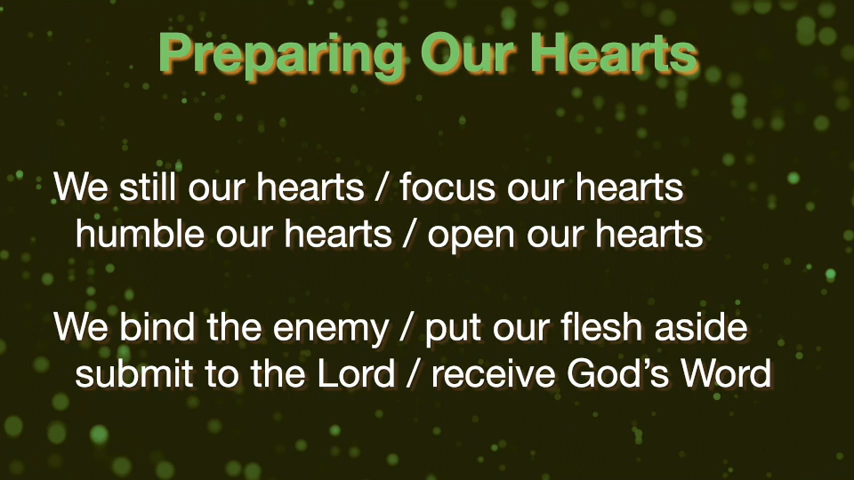 Preparing Our Hearts
We still our hearts / focus our hearts
humble our hearts / open our hearts
We bind the enemy / put our flesh aside
submit to the Lord / receive God’s Word